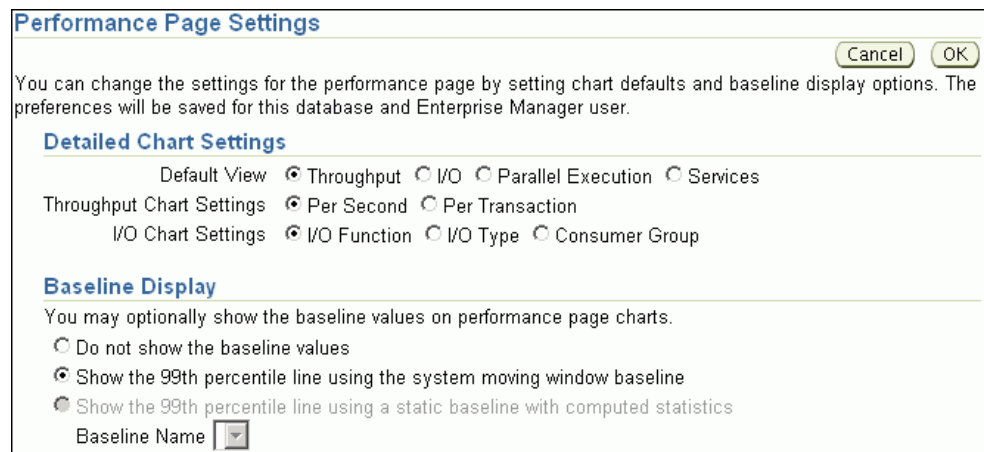 Performance Page Settings
Cancel OK
You can change the settings for the performance page by setting chart defaults and baseline display options. The
preferences will be saved for this database and Enterprise Manager user.
Detailed Chart Settings
Default View Throughput I/O Parallel Execution Services
Throughput Chart Settings Per Second Per Transaction
I/O Chart Settings I/O Function I/O Type Consumer Group
Baseline Display
You may optionally show the baseline values on performance page charts.
Do not show the baseline values
Show the 99th percentile line using the system moving window baseline
Show the 99th percentile line using a static baseline with computed statistics
Baseline Name